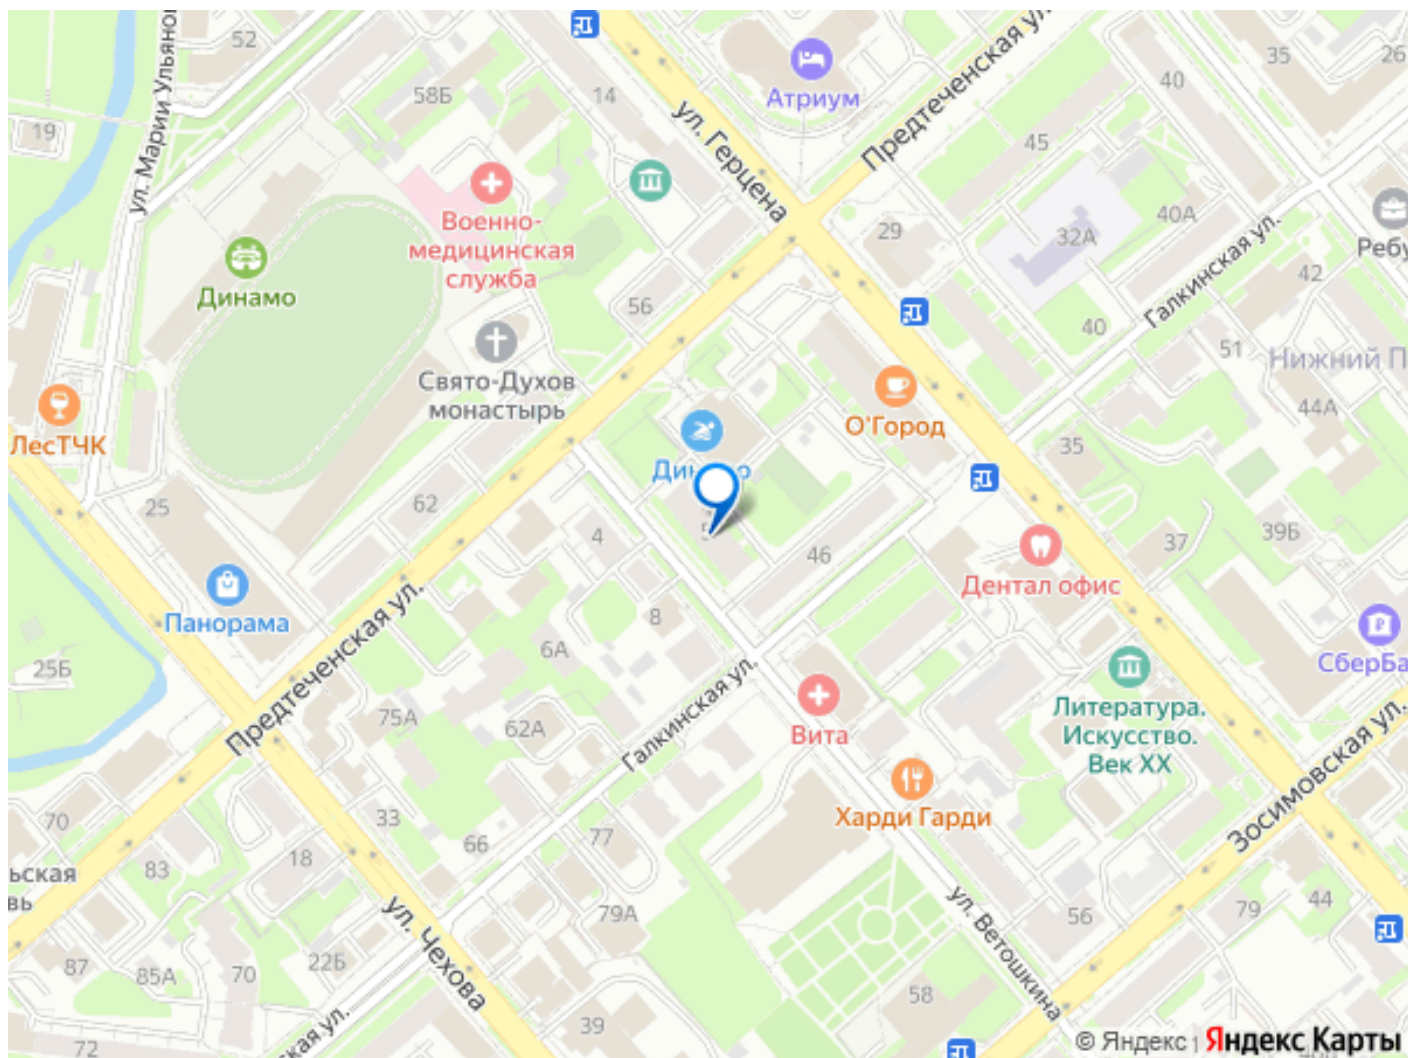 52
ул. Марии Ульяно
19
58Б
14
ул. Герцена
Атриум
Предтеченская ул
35
26
40
45
40А
32А
29
Галкинская ул.
Ребу
42
Военно-
медицинская
служба
Динамо
56
40
51
Нижний П
44А
Свято-Духов
монастырь
О'Город
ЛесТЧК
35
25
62
4
46
37
39Б
Дентал офис
Панорама
8
СберБа
25Б
6А
Предтеченская ул.
75А
62А
Галкинская ул.
Вита
Литература.
Искусство.
Век XX
Харди Гарди
Зосимовская ул.
70
33
66
77
83
18
ьская
вь
79А
ул. Чехова
ул. Ветошкина
56
79
44
87
85А
70
22Б
58
39
72
кая ул.
© Яндекс
Яндекс Карты